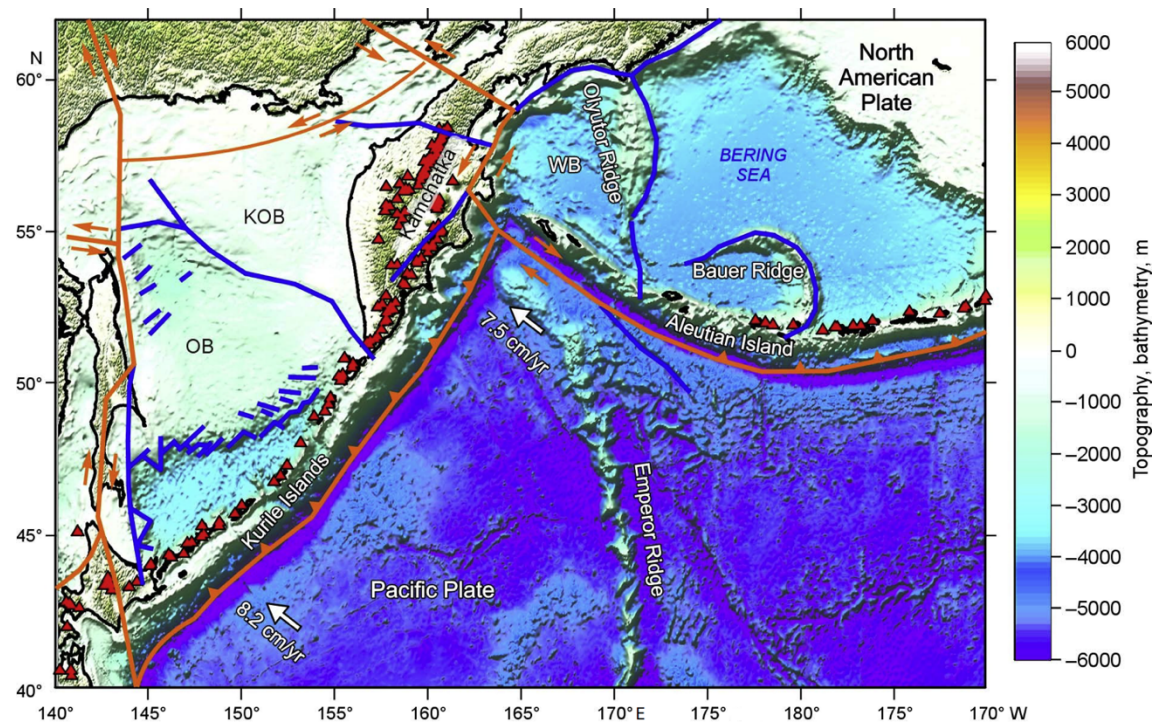 N
60°
55°
50°
45°
40°
140°
145°
150°
155°
160°
165°
170° E
175°
180°
175°
170° W
North
American
Plate
BERING
SEA
Olyutor Ridge
WB
Kamchatka
KOB
OB
Bauer Ridge
Aleutian Island
7.5 cm/yr
Kurile Islands
Emperor Ridge
Pacific Plate
8.2 cm/yr
6000
5000
4000
3000
2000
1000
0
–1000
–2000
–3000
–4000
–5000
–6000
Topography, bathymetry, m